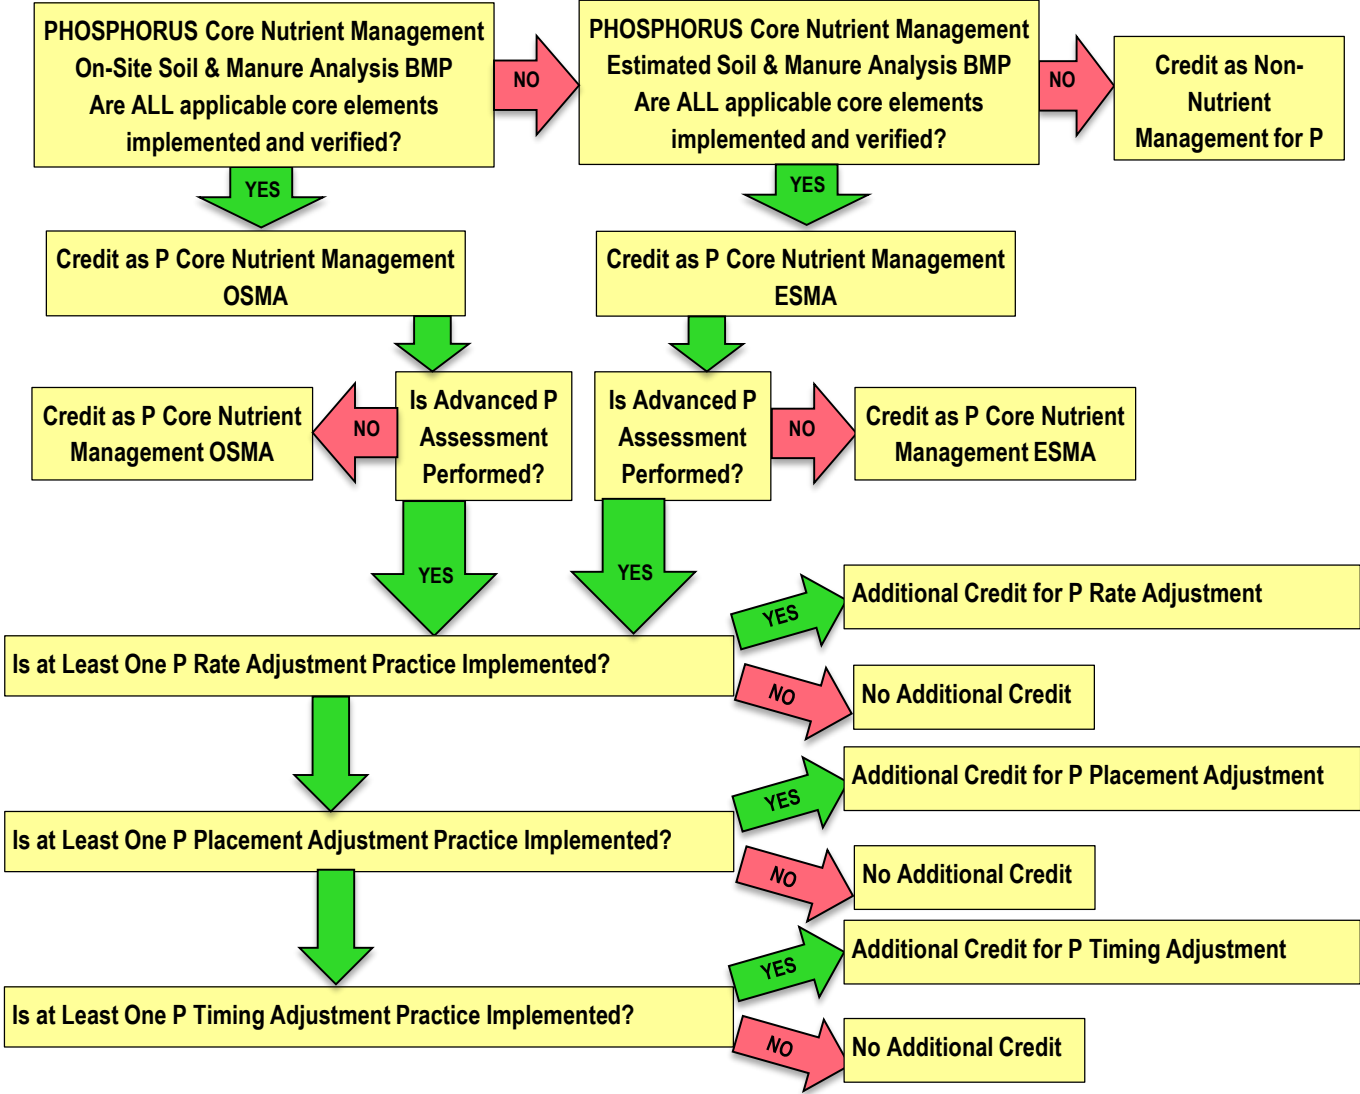 PHOSPHORUS Core Nutrient Management
On-Site Soil & Manure Analysis BMP
Are ALL applicable core elements
implemented and verified?
NO
PHOSPHORUS Core Nutrient Management
Estimated Soil & Manure Analysis BMP
Are ALL applicable core elements
implemented and verified?
NO
Credit as Non-
Nutrient
Management for P
YES
YES
Credit as P Core Nutrient Management
OSMA
Credit as P Core Nutrient Management
ESMA
Credit as P Core Nutrient
Management OSMA
NO
Is Advanced P
Assessment
Performed?
Is Advanced P
Assessment
Performed?
NO
Credit as P Core Nutrient
Management ESMA
YES
YES
Is at Least One P Rate Adjustment Practice Implemented?
YES
Additional Credit for P Rate Adjustment
NO
No Additional Credit
Is at Least One P Placement Adjustment Practice Implemented?
YES
Additional Credit for P Placement Adjustment
NO
No Additional Credit
Is at Least One P Timing Adjustment Practice Implemented?
YES
Additional Credit for P Timing Adjustment
NO
No Additional Credit